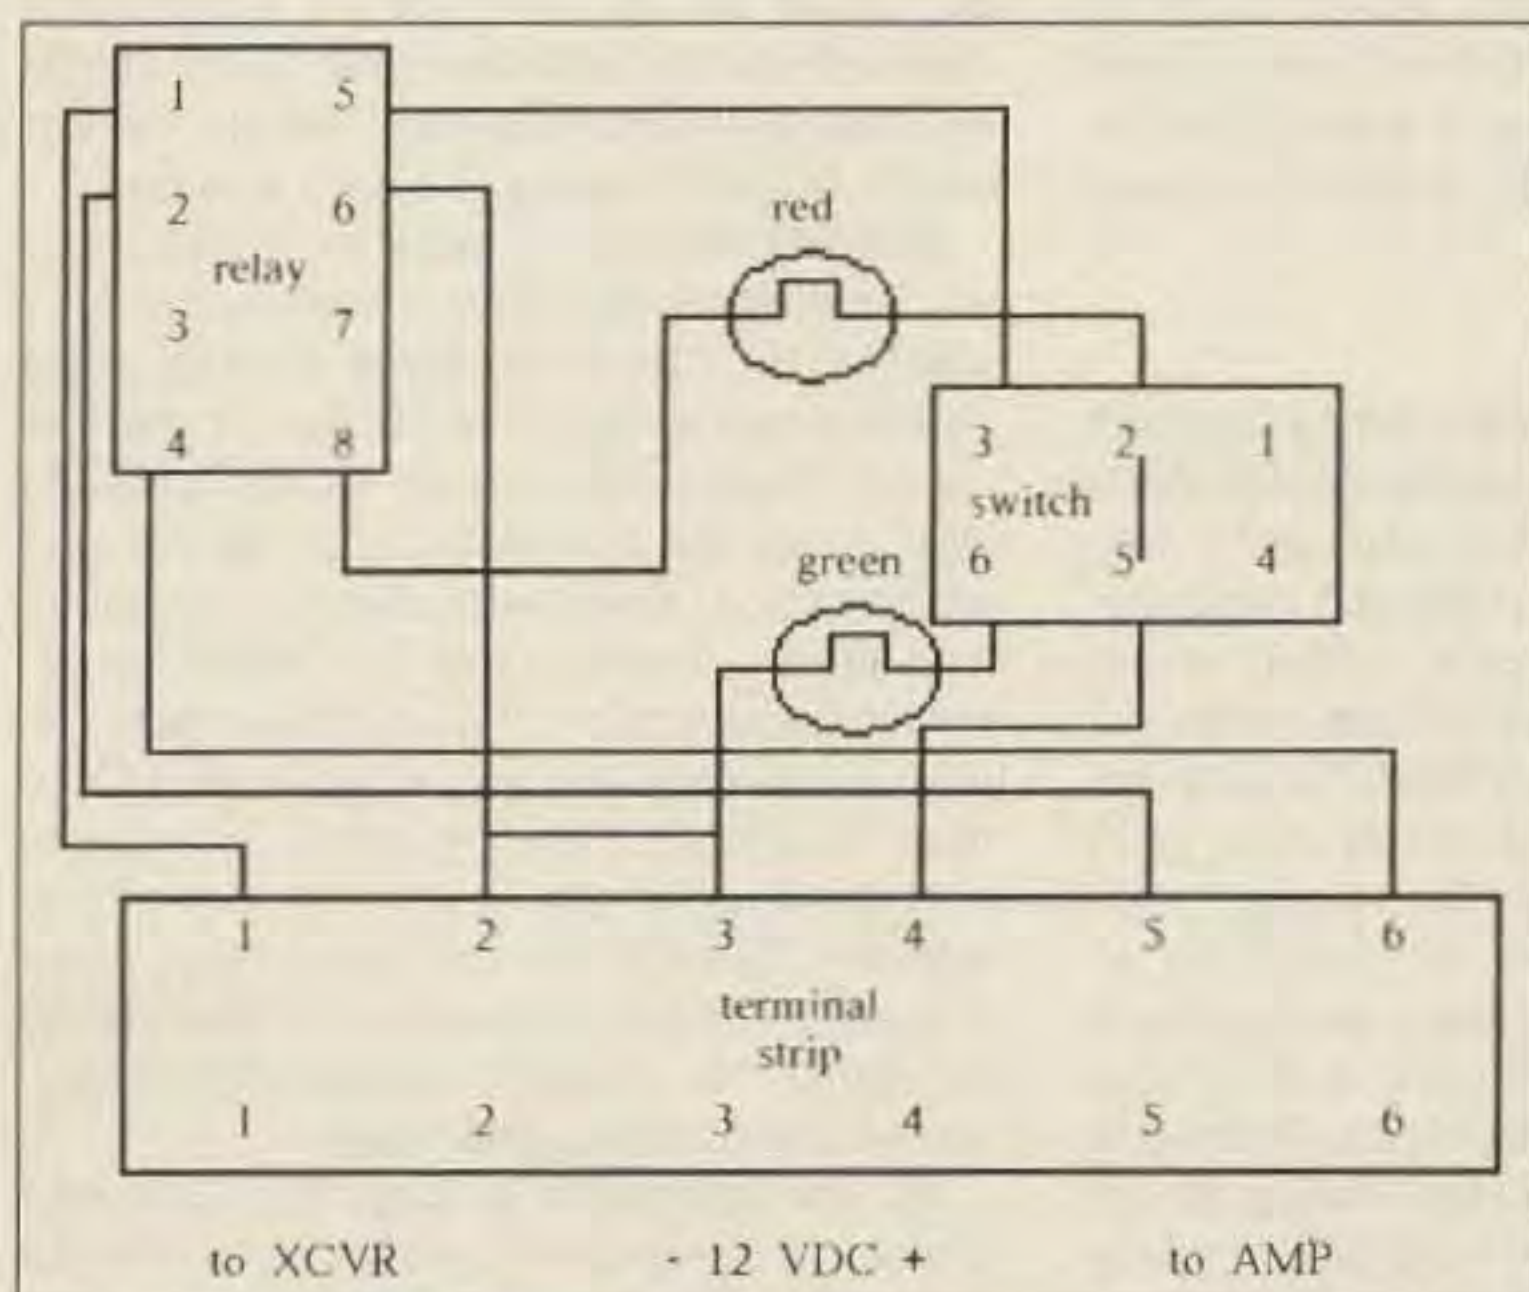 1 5
2 6
relay
3 7
4 8
red
3 2 1
switch
6 5 4
green
1 2 3 4 5 6
terminal
strip
1 2 3 4 5 6
to XCVR - 12 VDC + to AMP